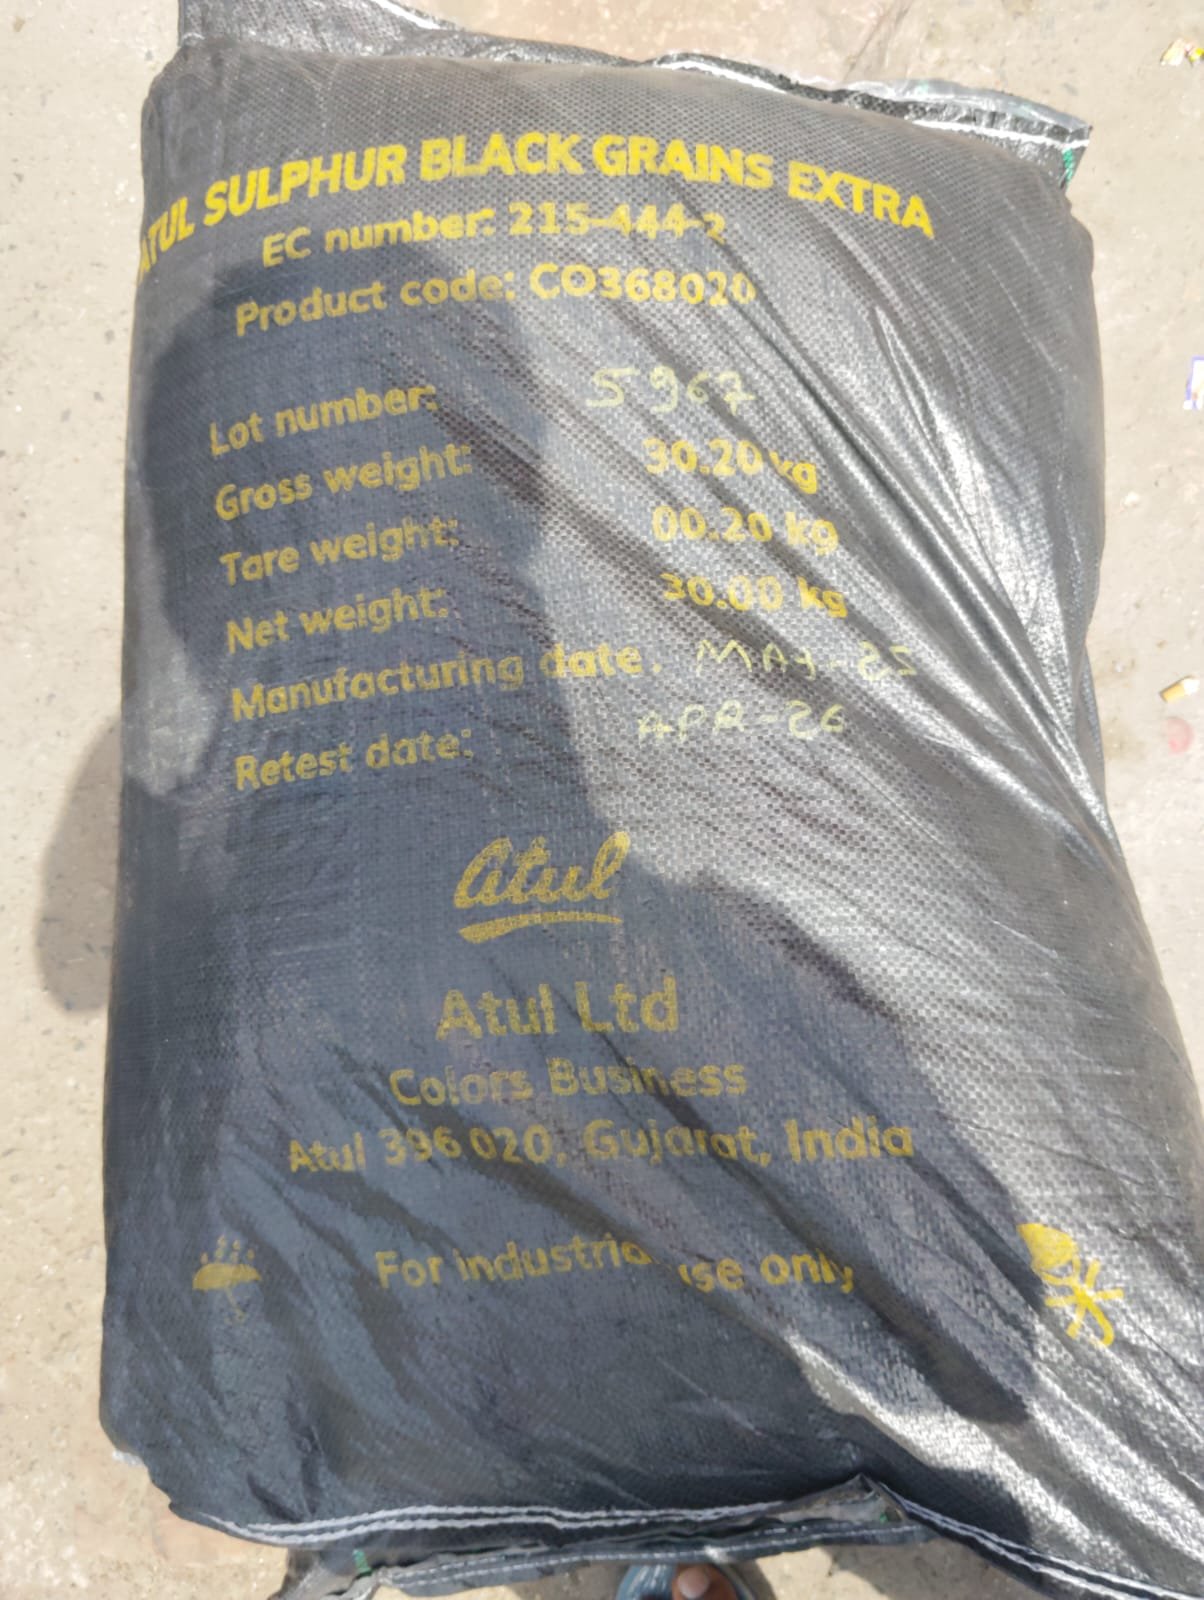 ATUL SULPHUR BLACK GRAINS EXTRA
EC number: 215-444-2
Product code: CO368020
Lot number: 5967
Gross weight: 30.20 kg
Tare weight: 00.20 kg
Net weight: 30.00 kg
Manufacturing date: MAY-25
Retest date: APR-26
atul
Atul Ltd
Colors Business
Atul 396 020, Gujarat, India
For industrial use only